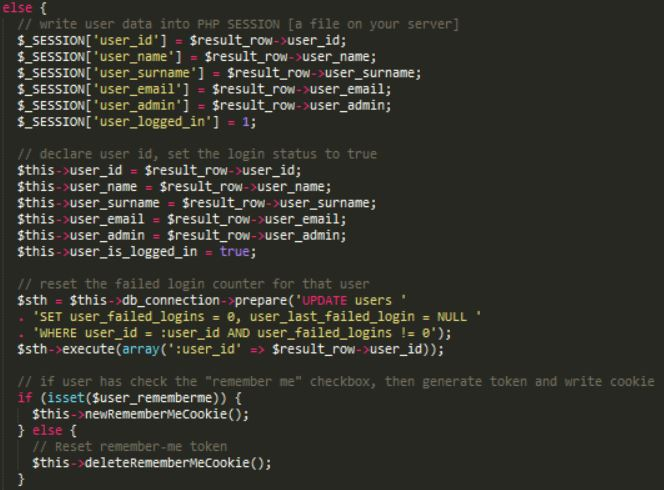 else {
// write user data into PHP SESSION [a file on your server]
$_SESSION['user_id'] = $result_row->user_id;
$_SESSION['user_name'] = $result_row->user_name;
$_SESSION['user_surname'] = $result_row->user_surname;
$_SESSION['user_email'] = $result_row->user_email;
$_SESSION['user_admin'] = $result_row->user_admin;
$_SESSION['user_logged_in'] = 1;
// declare user id, set the login status to true
$this->user_id = $result_row->user_id;
$this->user_name = $result_row->user_name;
$this->user_surname = $result_row->user_surname;
$this->user_email = $result_row->user_email;
$this->user_admin = $result_row->user_admin;
$this->user_is_logged_in = true;
// reset the failed login counter for that user
$sth = $this->db_connection->prepare('UPDATE users '
. 'SET user_failed_logins = 0, user_last_failed_login = NULL '
. 'WHERE user_id = :user_id AND user_failed_logins != 0');
$sth->execute(array(':user_id' => $result_row->user_id));
// if user has check the "remember me" checkbox, then generate token and write cookie
if (isset($user_rememberme)) {
$this->newRememberMeCookie();
} else {
// Reset remember-me token
$this->deleteRememberMeCookie();
}